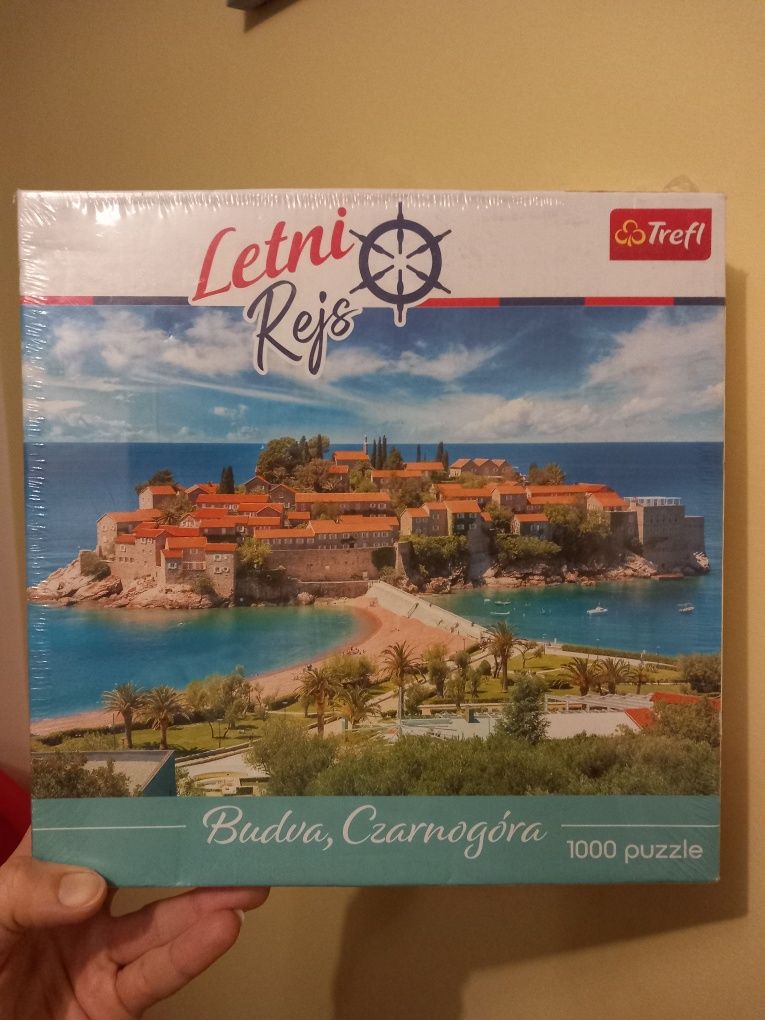 Letni
Rejs
Trefl
Budva, Czarnogóra
1000 puzzle